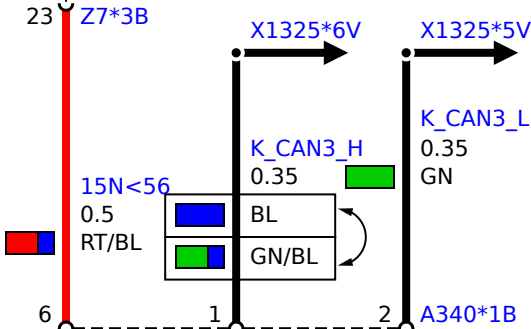 23 Z7*3B
X1325*6V
X1325*5V
K_CAN3_L
0.35
GN
K_CAN3_H
0.35
15N<56
0.5
RT/BL
BL
GN/BL
6
1
2 A340*1B